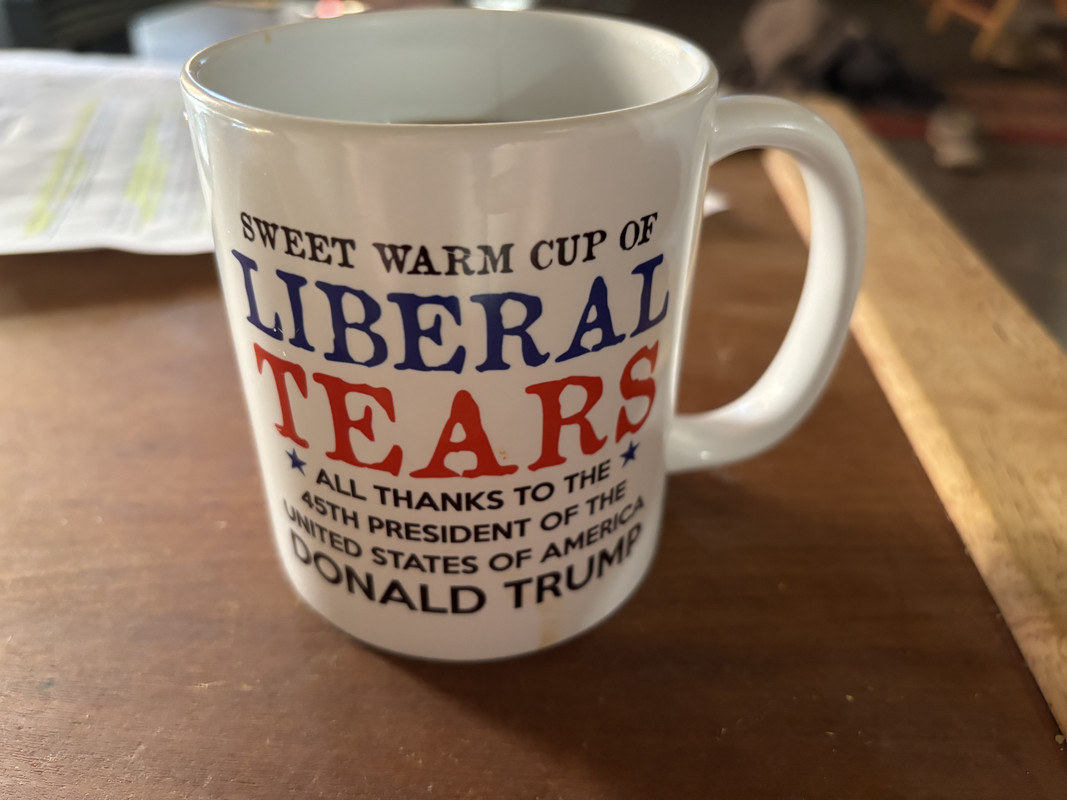 SWEET WARM CUP OF
LIBERAL
TEARS
ALL THANKS TO THE
45TH PRESIDENT OF THE
UNITED STATES OF AMERICA
DONALD TRUMP